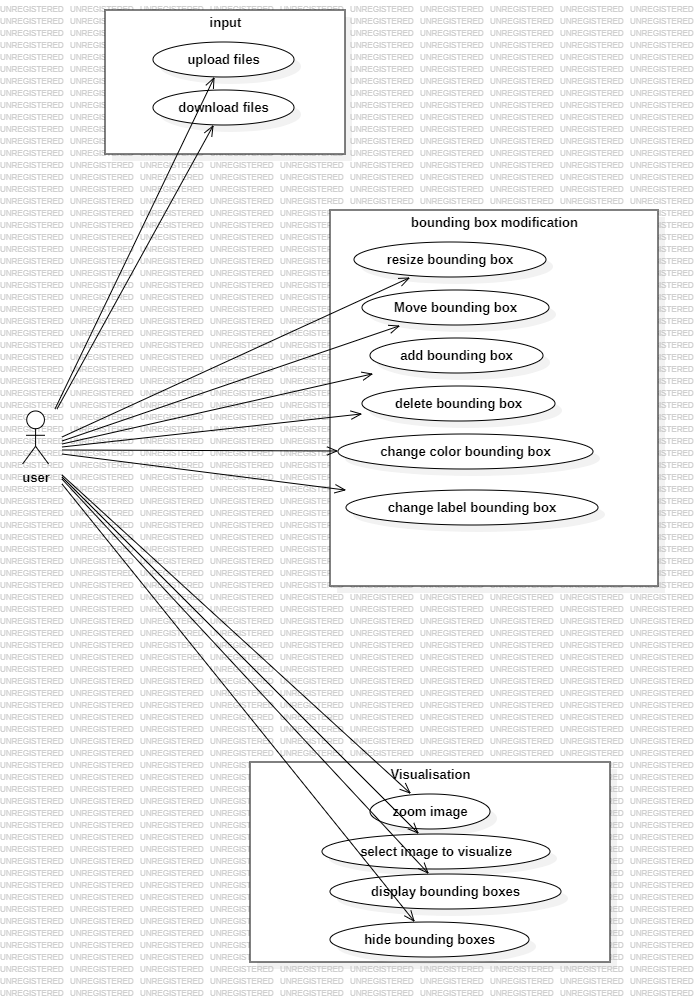 input
upload files
download files
bounding box modification
resize bounding box
Move bounding box
add bounding box
delete bounding box
change color bounding box
change label bounding box
user
Visualisation
zoom image
select image to visualize
display bounding boxes
hide bounding boxes
UNREGISTERED